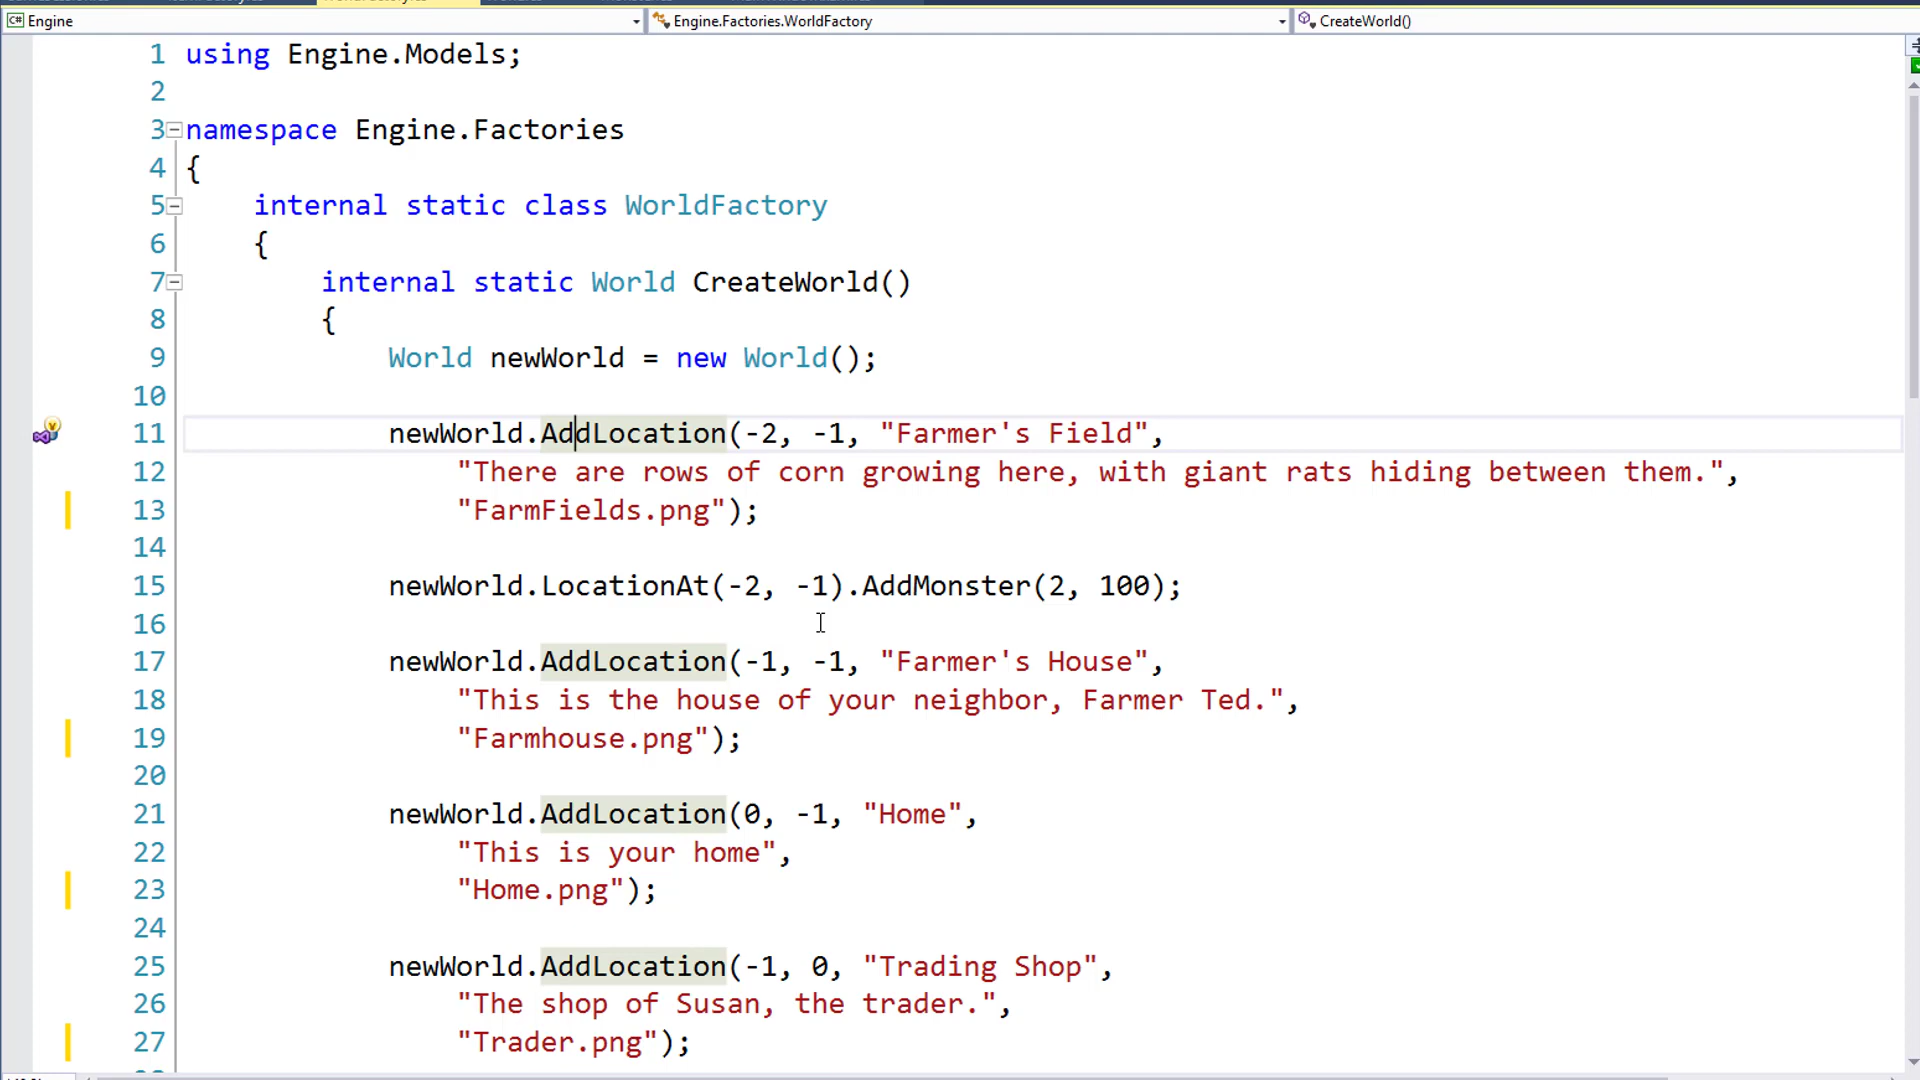 C# Engine
Engine.Factories.WorldFactory
CreateWorld()
1 using Engine.Models;
2
3 namespace Engine.Factories
4 {
5 internal static class WorldFactory
6 {
7 internal static World CreateWorld()
8 {
9 World newWorld = new World();
10
11 newWorld.AddLocation(-2, -1, "Farmer's Field",
12 "There are rows of corn growing here, with giant rats hiding between them.",
13 "FarmFields.png");
14
15 newWorld.LocationAt(-2, -1).AddMonster(2, 100);
16
17 newWorld.AddLocation(-1, -1, "Farmer's House",
18 "This is the house of your neighbor, Farmer Ted.",
19 "Farmhouse.png");
20
21 newWorld.AddLocation(0, -1, "Home",
22 "This is your home",
23 "Home.png");
24
25 newWorld.AddLocation(-1, 0, "Trading Shop",
26 "The shop of Susan, the trader.",
27 "Trader.png");